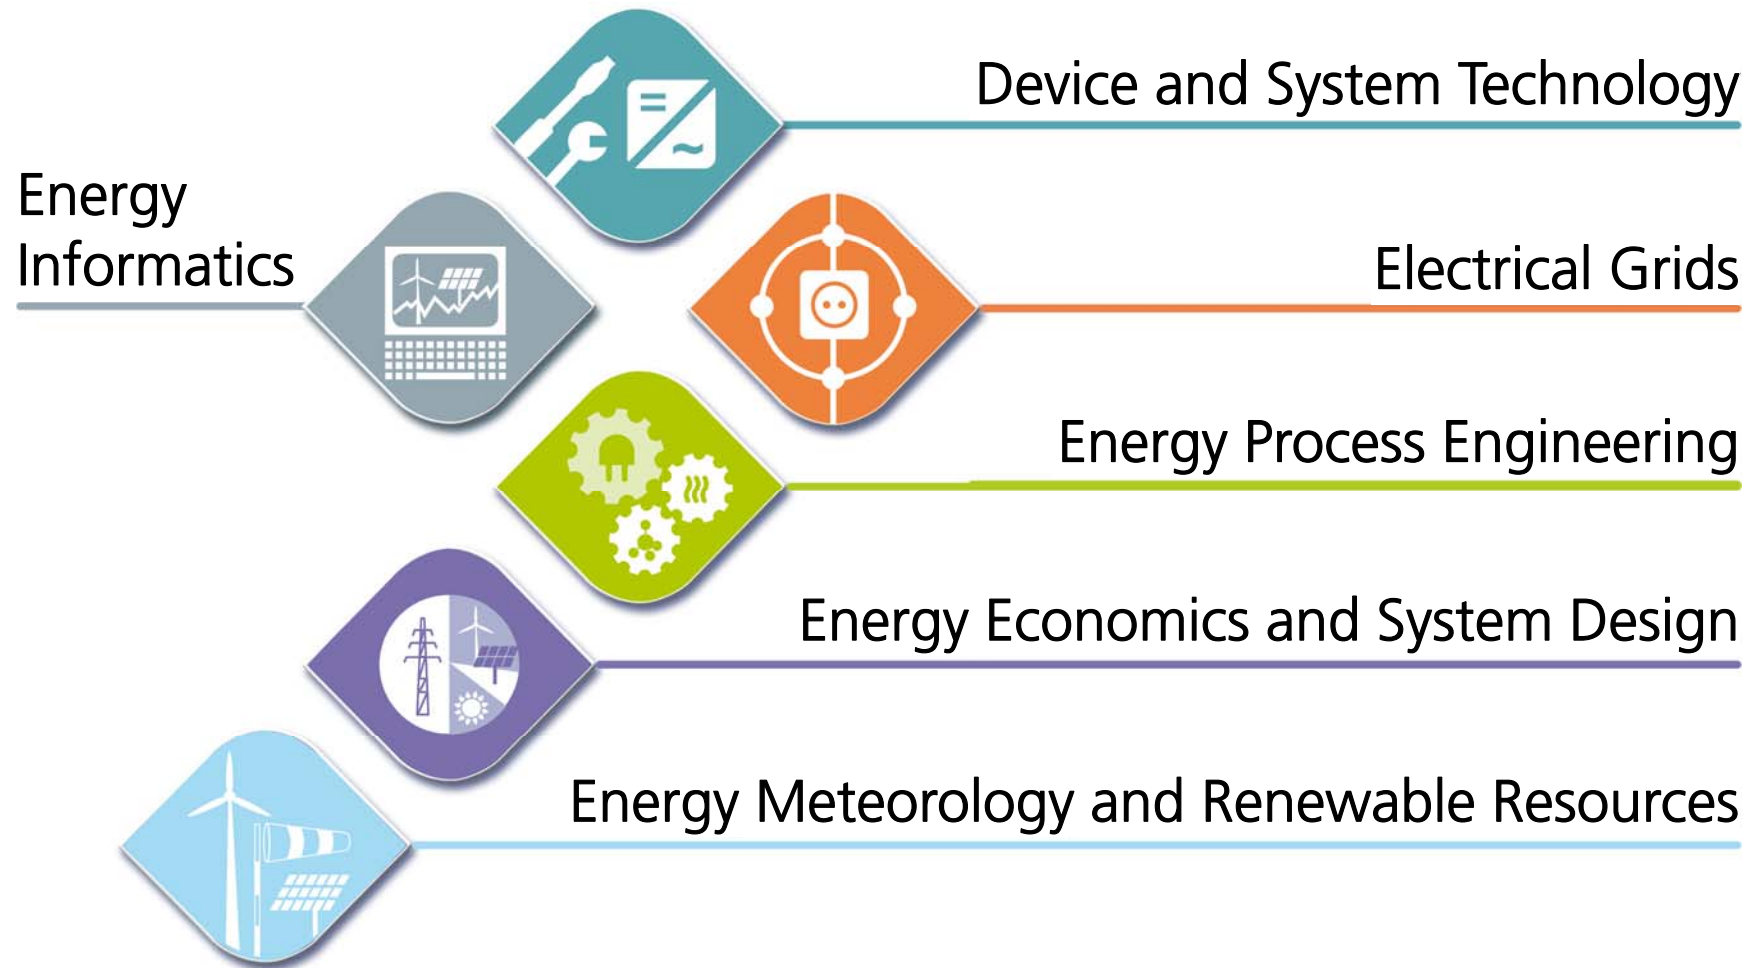 Device and System Technology
Energy
Informatics
Electrical Grids
Energy Process Engineering
Energy Economics and System Design
Energy Meteorology and Renewable Resources